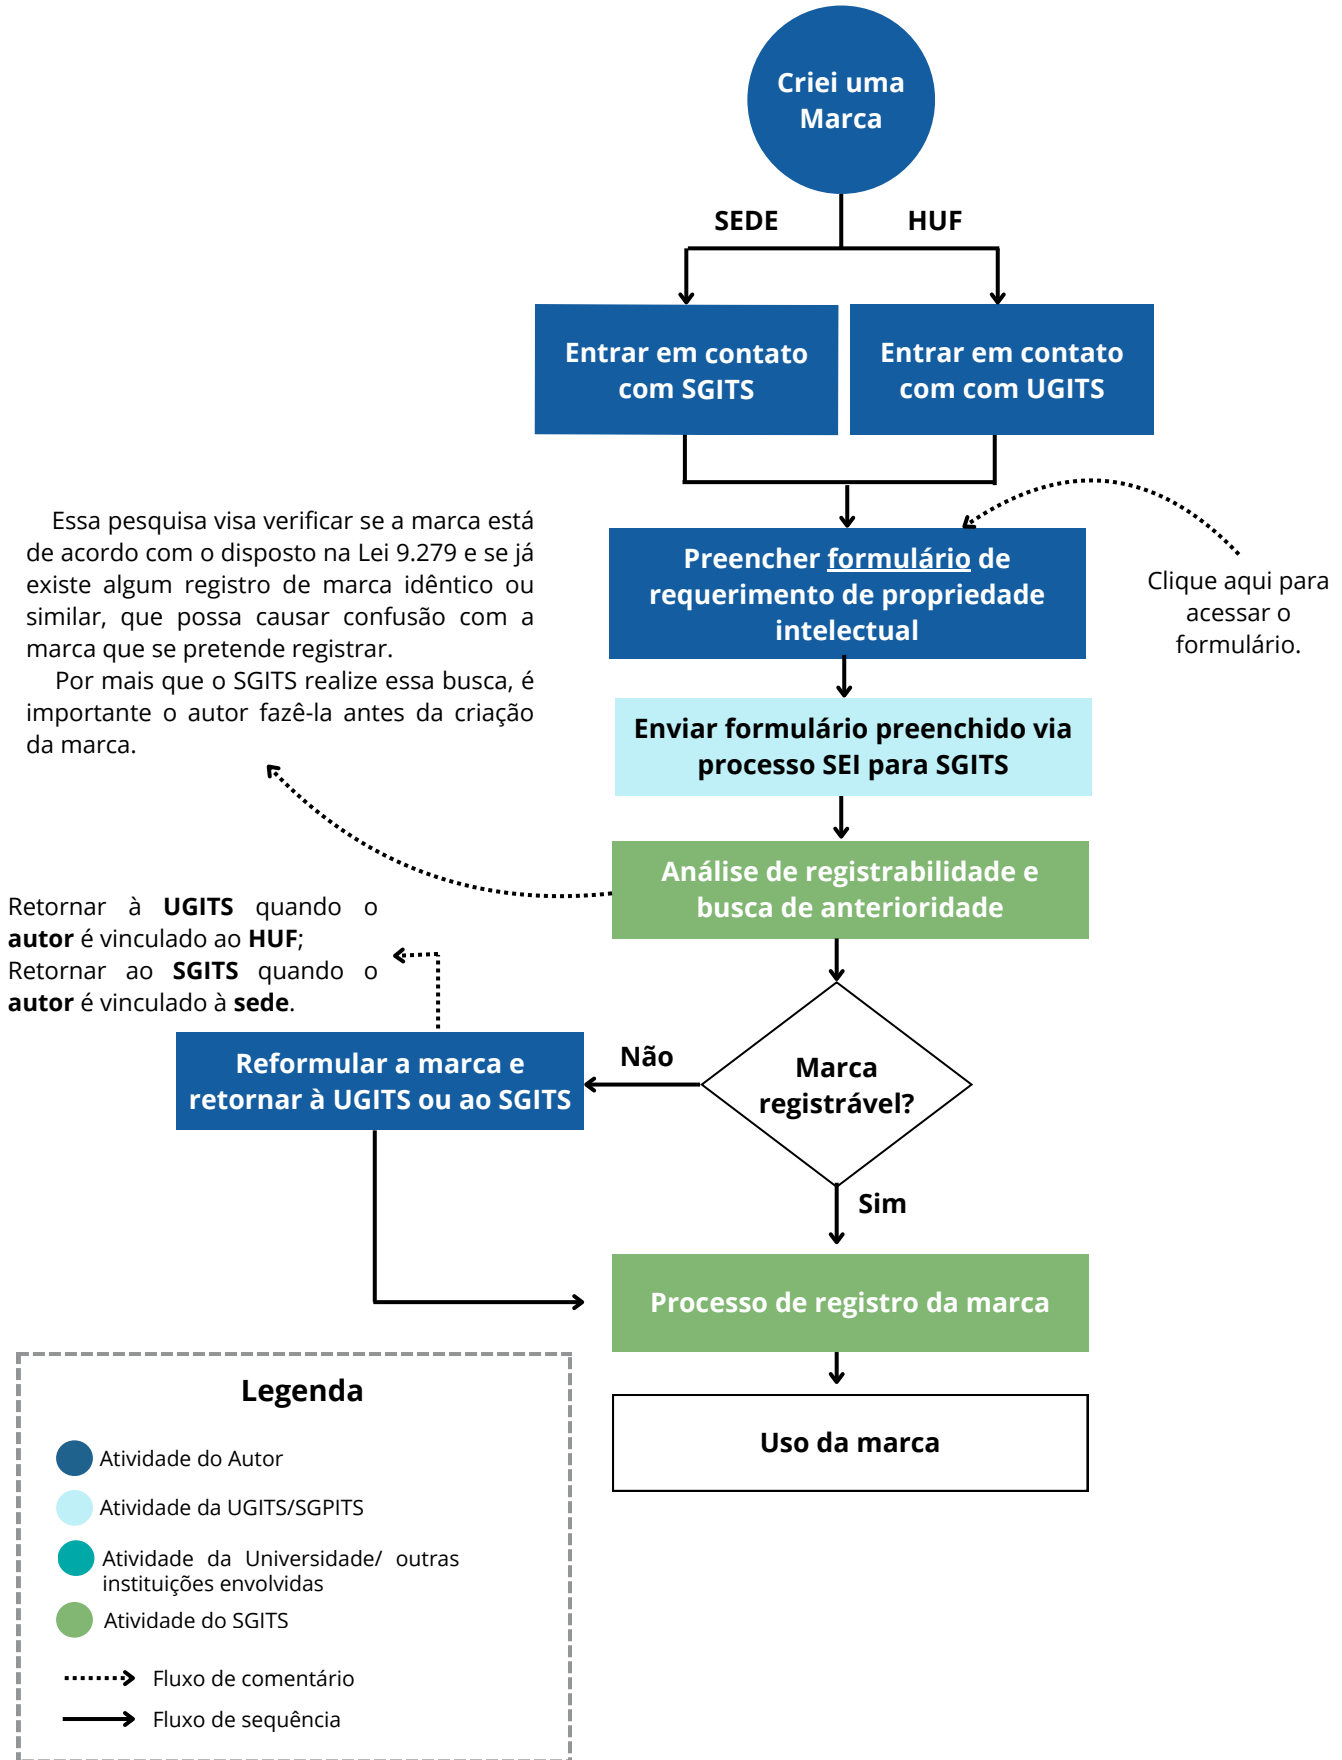 Criei uma
Marca
SEDE
HUF
Entrar em contato
com SGITS
Entrar em contato
com com UGITS
Essa pesquisa visa verificar se a marca está
de acordo com o disposto na Lei 9.279 e se já
existe algum registro de marca idêntico ou
similar, que possa causar confusão com a
marca que se pretende registrar.
Por mais que o SGITS realize essa busca, é
importante o autor fazê-la antes da criação
da marca.
Preencher formulário de
requerimento de propriedade
intelectual
Clique aqui para
acessar o
formulário.
Enviar formulário preenchido via
processo SEI para SGITS
Análise de registrabilidade e
busca de anterioridade
Retornar à UGITS quando o
autor é vinculado ao HUF;
Retornar ao SGITS quando o
autor é vinculado à sede.
Reformular a marca e
retornar à UGITS ou ao SGITS
Não
Marca
registrável?
Sim
Processo de registro da marca
Uso da marca
Legenda
Atividade do Autor
Atividade da UGITS/SGPITS
Atividade da Universidade/ outras
instituições envolvidas
Atividade do SGITS
Fluxo de comentário
Fluxo de sequência